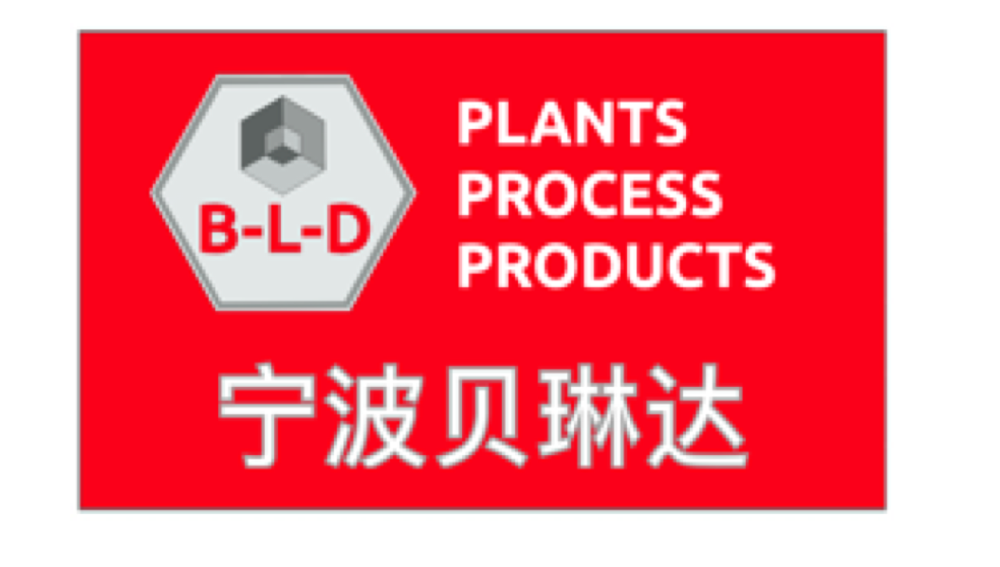 B-L-D
PLANTS
PROCESS
PRODUCTS
宁波贝琳达